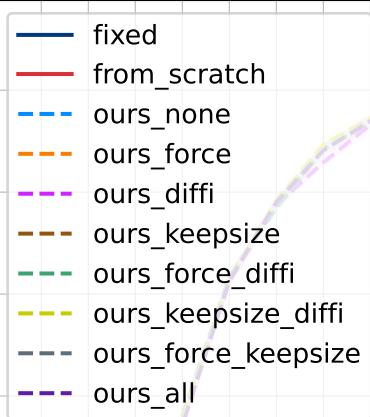 fixed
from_scratch
ours_none
ours_force
ours_diffi
ours_keepsize
ours_force_diffi
ours_keepsize_diffi
ours_force_keepsize
ours_all